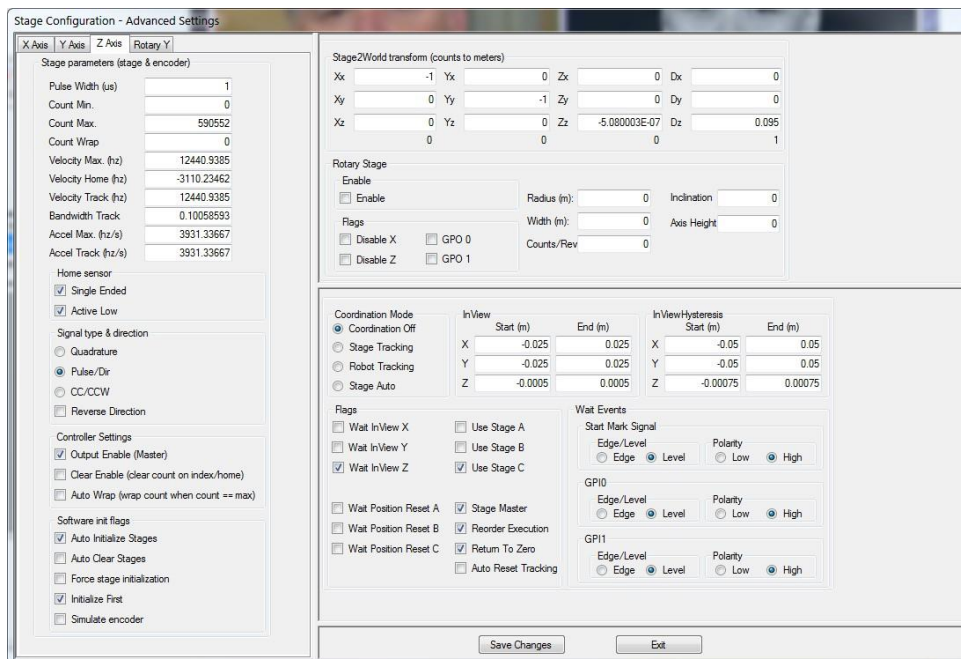 Stage Configuration - Advanced Settings
X Axis Y Axis Z Axis Rotary Y
Stage parameters (stage & encoder)
Pulse Width (us) 1
Count Min. 0
Count Max. 590552
Count Wrap 0
Velocity Max. (hz) 12440.9385
Velocity Home (hz) -3110.23462
Velocity Track (hz) 12440.9385
Bandwidth Track 0.10058593
Accel Max. (hz/s) 3931.33667
Accel Track (hz/s) 3931.33667
Home sensor
Single Ended
Active Low
Signal type & direction
Quadrature
Pulse/Dir
CC/CCW
Reverse Direction
Controller Settings
Output Enable (Master)
Clear Enable (clear count on index/home)
Auto Wrap (wrap count when count == max)
Software init flags
Auto Initialize Stages
Auto Clear Stages
Force stage initialization
Initialize First
Simulate encoder
Stage2World transform (counts to meters)
Xx -1 Yx 0 Zx 0 Dx 0
Xy 0 Yy -1 Zy 0 Dy 0
Xz 0 Yz 0 Zz -5.080003E-07 Dz 0.095
0 0 0 1
Rotary Stage
Enable
Enable
Flags
Disable X GPO 0
Disable Z GPO 1
Radius (m): 0 Inclination 0
Width (m): 0 Axis Height 0
Counts/Rev 0
Coordination Mode
Coordination Off
Stage Tracking
Robot Tracking
Stage Auto
InView
Start (m) End (m)
X -0.025 0.025
Y -0.025 0.025
Z -0.0005 0.0005
InViewHysteresis
Start (m) End (m)
X -0.05 0.05
Y -0.05 0.05
Z -0.00075 0.00075
Flags
Wait InView X Use Stage A
Wait InView Y Use Stage B
Wait InView Z Use Stage C
Wait Position Reset A Stage Master
Wait Position Reset B Reorder Execution
Wait Position Reset C Return To Zero
Auto Reset Tracking
Wait Events
Start Mark Signal
Edge/Level Polarity
Edge Level Low High
GPI0
Edge/Level Polarity
Edge Level Low High
GPI1
Edge/Level Polarity
Edge Level Low High
Save Changes Exit